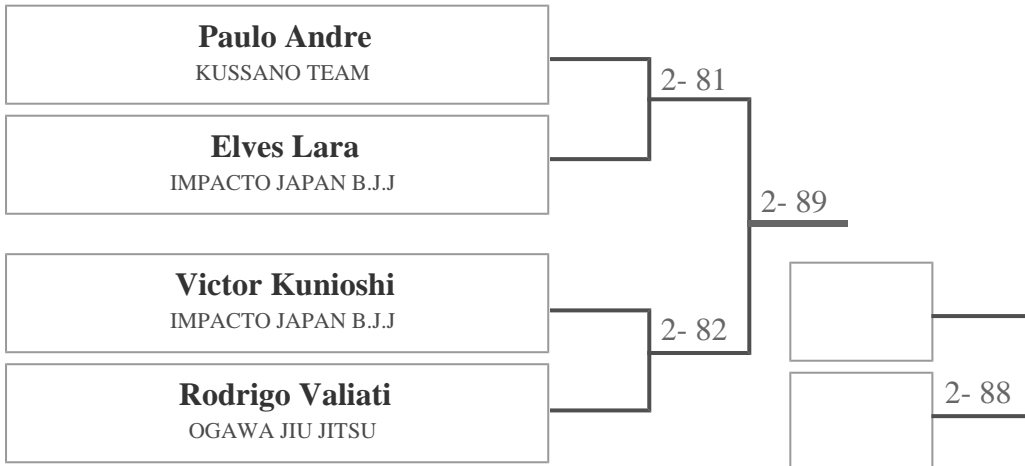 Paulo Andre
KUSSANO TEAM
2- 81
Elves Lara
IMPACTO JAPAN B.J.J
2- 89
Victor Kunioshi
IMPACTO JAPAN B.J.J
2- 82
Rodrigo Valiati
OGAWA JIU JITSU
2- 88